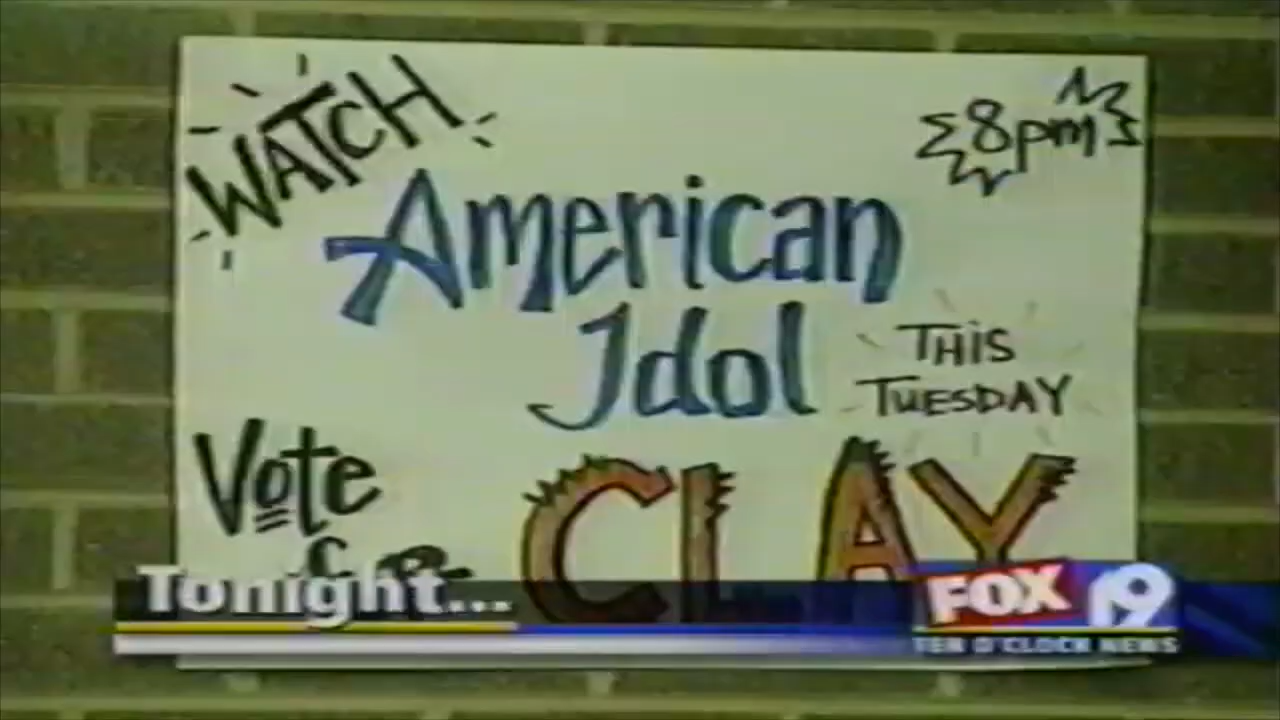 WATCH
8pm
American
Idol
THiS
TUESDAY
Vote
CLAY
Tonight...
FOX 19
TEN O'CLOCK NEWS